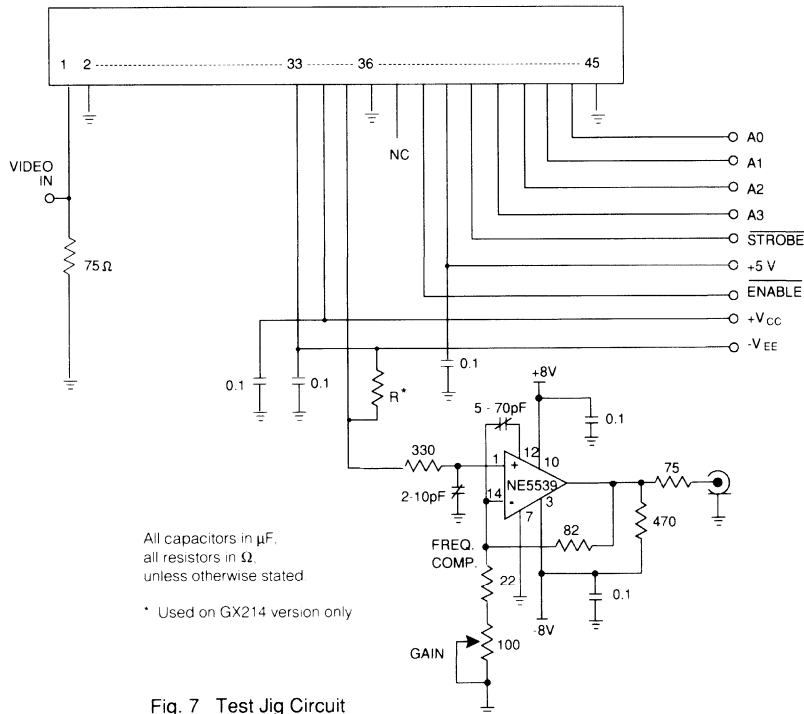 1 2 33 36 45
NC
A0
A1
A2
A3
STROBE
+5 V
ENABLE
+VCC
-VEE
VIDEO
IN
75Ω
0.1
0.1
0.1
R*
+8V
5 - 70pF
0.1
330
1
+
12
10
NE5539
75
2-10pF
14
-
7
3
82
470
FREQ.
COMP.
22
0.1
-8V
100
GAIN
All capacitors in µF,
all resistors in Ω,
unless otherwise stated
* Used on GX214 version only
Fig. 7 Test Jig Circuit